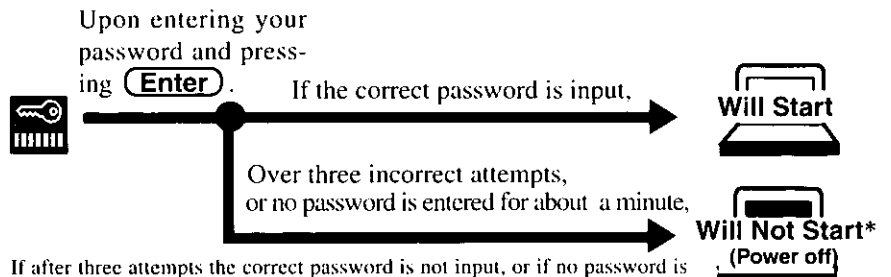 Upon entering your
password and press-
ing Enter.
If the correct password is input,
Will Start
Over three incorrect attempts,
or no password is entered for about a minute,
Will Not Start*
(Power off)
If after three attempts the correct password is not input, or if no password is